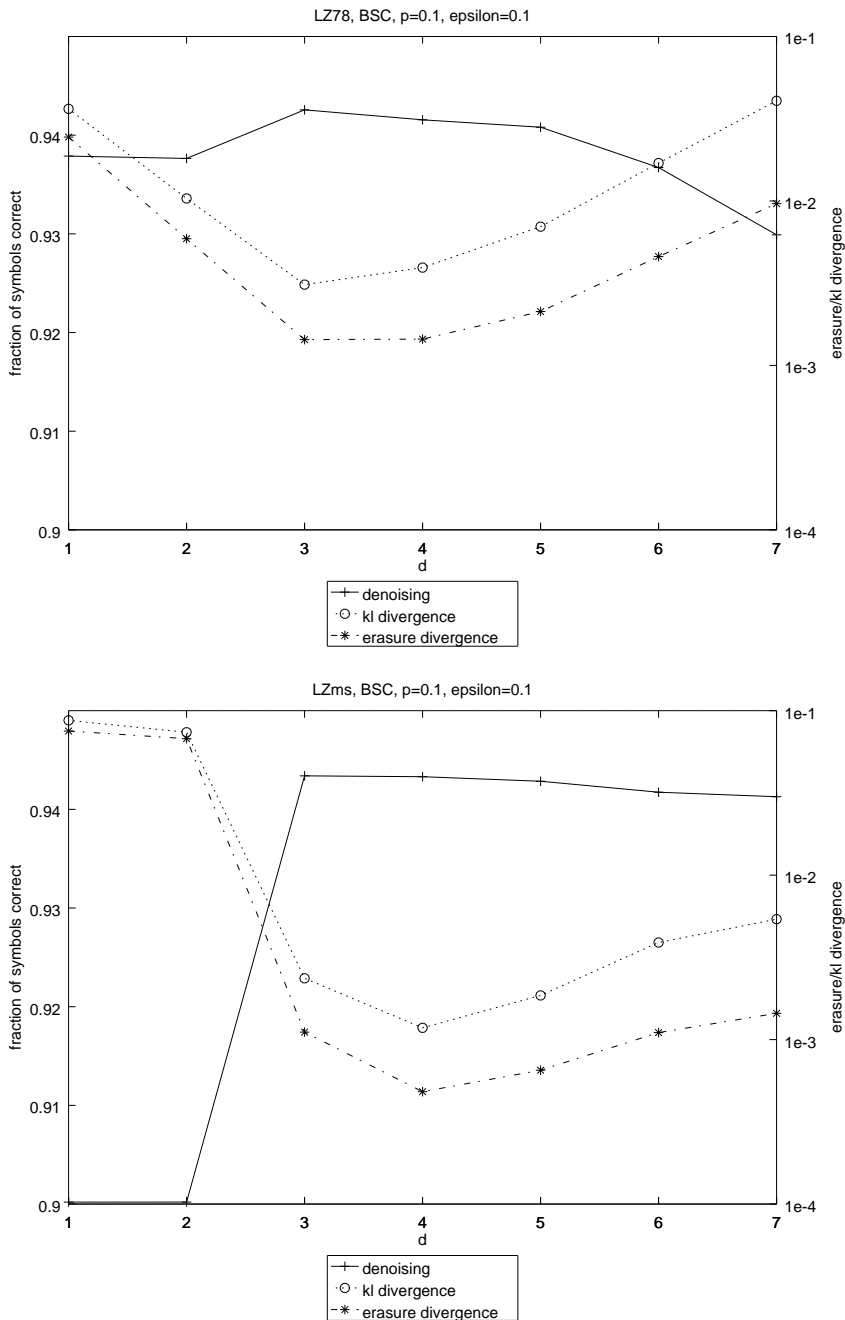 LZ78, BSC, p=0.1, epsilon=0.1
1e-1
0.94
0.93
1e-2
fraction of symbols correct
erasure/kl divergence
0.92
1e-3
0.91
0.9
1e-4
1 2 3 4 5 6 7
d
denoising
kl divergence
erasure divergence
LZms, BSC, p=0.1, epsilon=0.1
1e-1
0.94
0.93
1e-2
fraction of symbols correct
erasure/kl divergence
0.92
1e-3
0.91
0.9
1e-4
1 2 3 4 5 6 7
d
denoising
kl divergence
erasure divergence